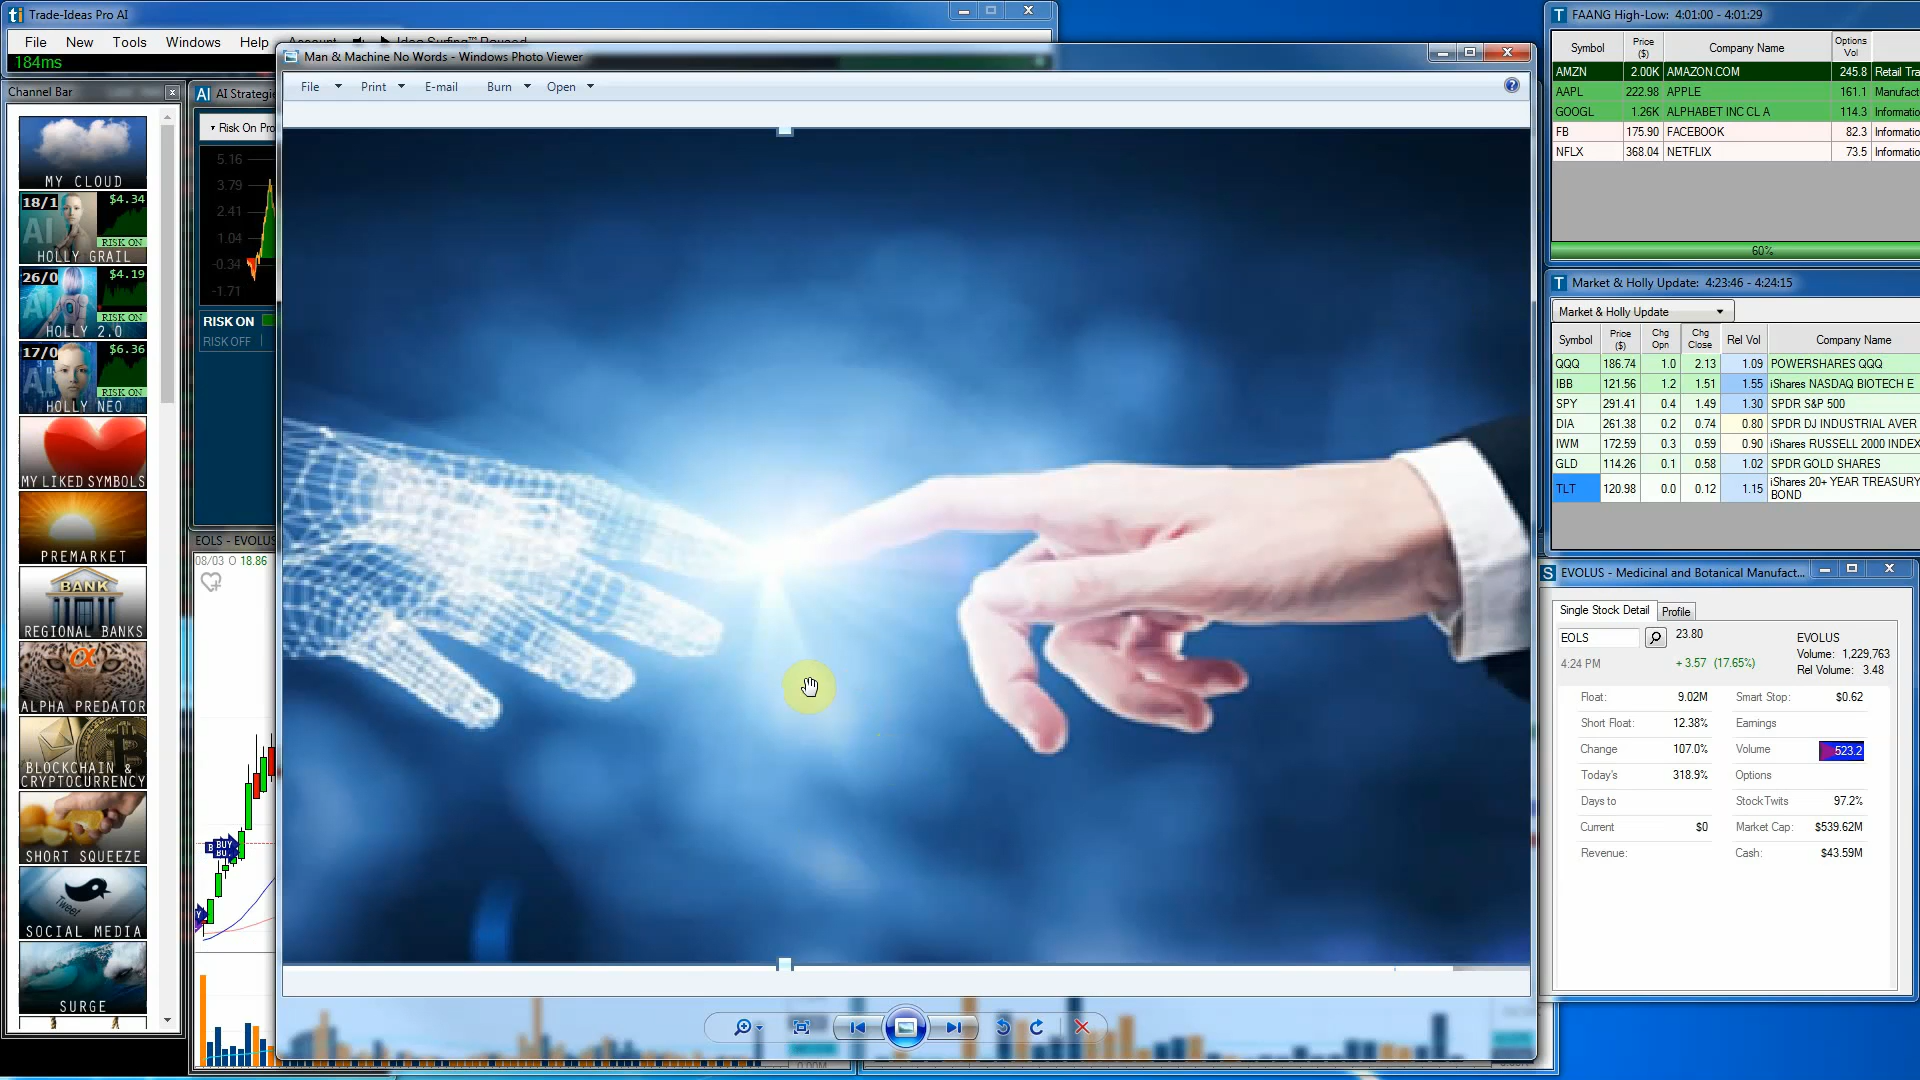 Trade-Ideas Pro AI
File New Tools Windows Help
184ms
Channel Bar
MY CLOUD
18/1 $4.34
AI RISK ON
HOLLY GRAIL
26/0 $4.19
AI RISK ON
HOLLY 2.0
17/0 $6.36
AI RISK ON
HOLLY NEO
MY LIKED SYMBOLS
PREMARKET
BANK
REGIONAL BANKS
α
ALPHA PREDATOR
BLOCKCHAIN &
CRYPTOCURRENCY
SHORT SQUEEZE
Tweet
SOCIAL MEDIA
SURGE
AI AI Strategie
Risk On Pro
5.16
3.79
2.41
1.04
-0.34
-1.71
RISK ON
RISK OFF
EOLS - EVOLUS
08/03 O 18.86
BUY
Man & Machine No Words - Windows Photo Viewer
File Print E-mail Burn Open
FAANG High-Low: 4:01:00 - 4:01:29
Symbol Price ($) Company Name Options Vol
AMZN 2.00K AMAZON.COM 245.8 Retail Tra
AAPL 222.98 APPLE 161.1 Manufact
GOOGL 1.26K ALPHABET INC CL A 114.3 Informatio
FB 175.90 FACEBOOK 82.3 Informatio
NFLX 368.04 NETFLIX 73.5 Informatio
60%
Market & Holly Update: 4:23:46 - 4:24:15
Market & Holly Update
Symbol Price ($) Chg Opn Chg Close Rel Vol Company Name
QQQ 186.74 1.0 2.13 1.09 POWERSHARES QQQ
IBB 121.56 1.2 1.51 1.55 iShares NASDAQ BIOTECH E
SPY 291.41 0.4 1.49 1.30 SPDR S&P 500
DIA 261.38 0.2 0.74 0.80 SPDR DJ INDUSTRIAL AVER
IWM 172.59 0.3 0.59 0.90 iShares RUSSELL 2000 INDEX
GLD 114.26 0.1 0.58 1.02 SPDR GOLD SHARES
TLT 120.98 0.0 0.12 1.15 iShares 20+ YEAR TREASURY BOND
EVOLUS - Medicinal and Botanical Manufact...
Single Stock Detail Profile
EOLS 23.80 EVOLUS
Volume: 1,229,763
4:24 PM + 3.57 (17.65%) Rel Volume: 3.48
Float: 9.02M Smart Stop: $0.62
Short Float: 12.38% Earnings
Change 107.0% Volume 523.2
Today's 318.9% Options
Days to StockTwits 97.2%
Current $0 Market Cap: $539.62M
Revenue: Cash: $43.59M